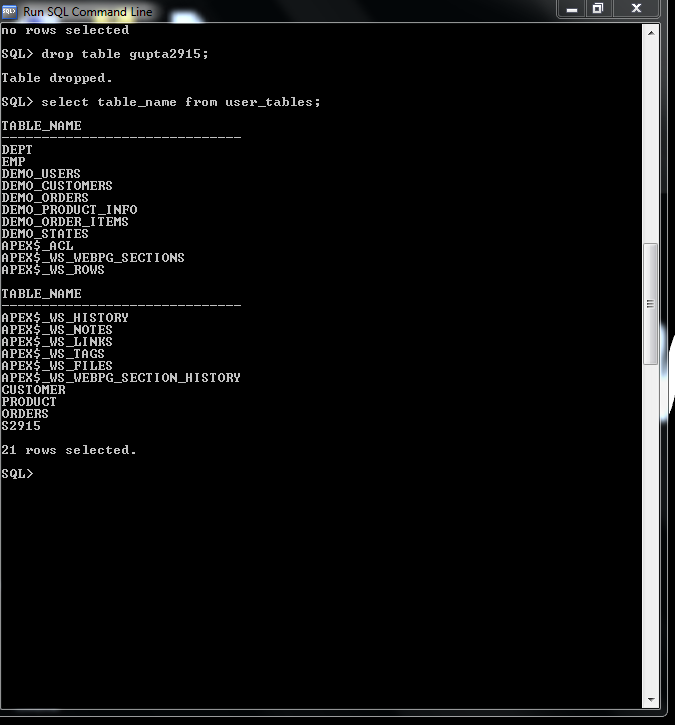 Run SQL Command Line
no rows selected
SQL> drop table gupta2915;
Table dropped.
SQL> select table_name from user_tables;
TABLE_NAME
------------------------------
DEPT
EMP
DEMO_USERS
DEMO_CUSTOMERS
DEMO_ORDERS
DEMO_PRODUCT_INFO
DEMO_ORDER_ITEMS
DEMO_STATES
APEX$_ACL
APEX$_WS_WEBPG_SECTIONS
APEX$_WS_ROWS
TABLE_NAME
------------------------------
APEX$_WS_HISTORY
APEX$_WS_NOTES
APEX$_WS_LINKS
APEX$_WS_TAGS
APEX$_WS_FILES
APEX$_WS_WEBPG_SECTION_HISTORY
CUSTOMER
PRODUCT
ORDERS
S2915
21 rows selected.
SQL>